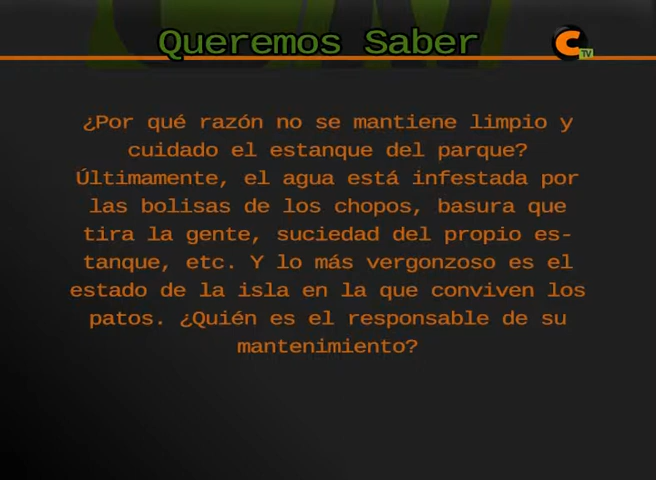 Queremos Saber
C
TV
¿Por qué razón no se mantiene limpio y
cuidado el estanque del parque?
Últimamente, el agua está infestada por
las bolisas de los chopos, basura que
tira la gente, suciedad del propio es-
tanque, etc. Y lo más vergonzoso es el
estado de la isla en la que conviven los
patos. ¿Quién es el responsable de su
mantenimiento?